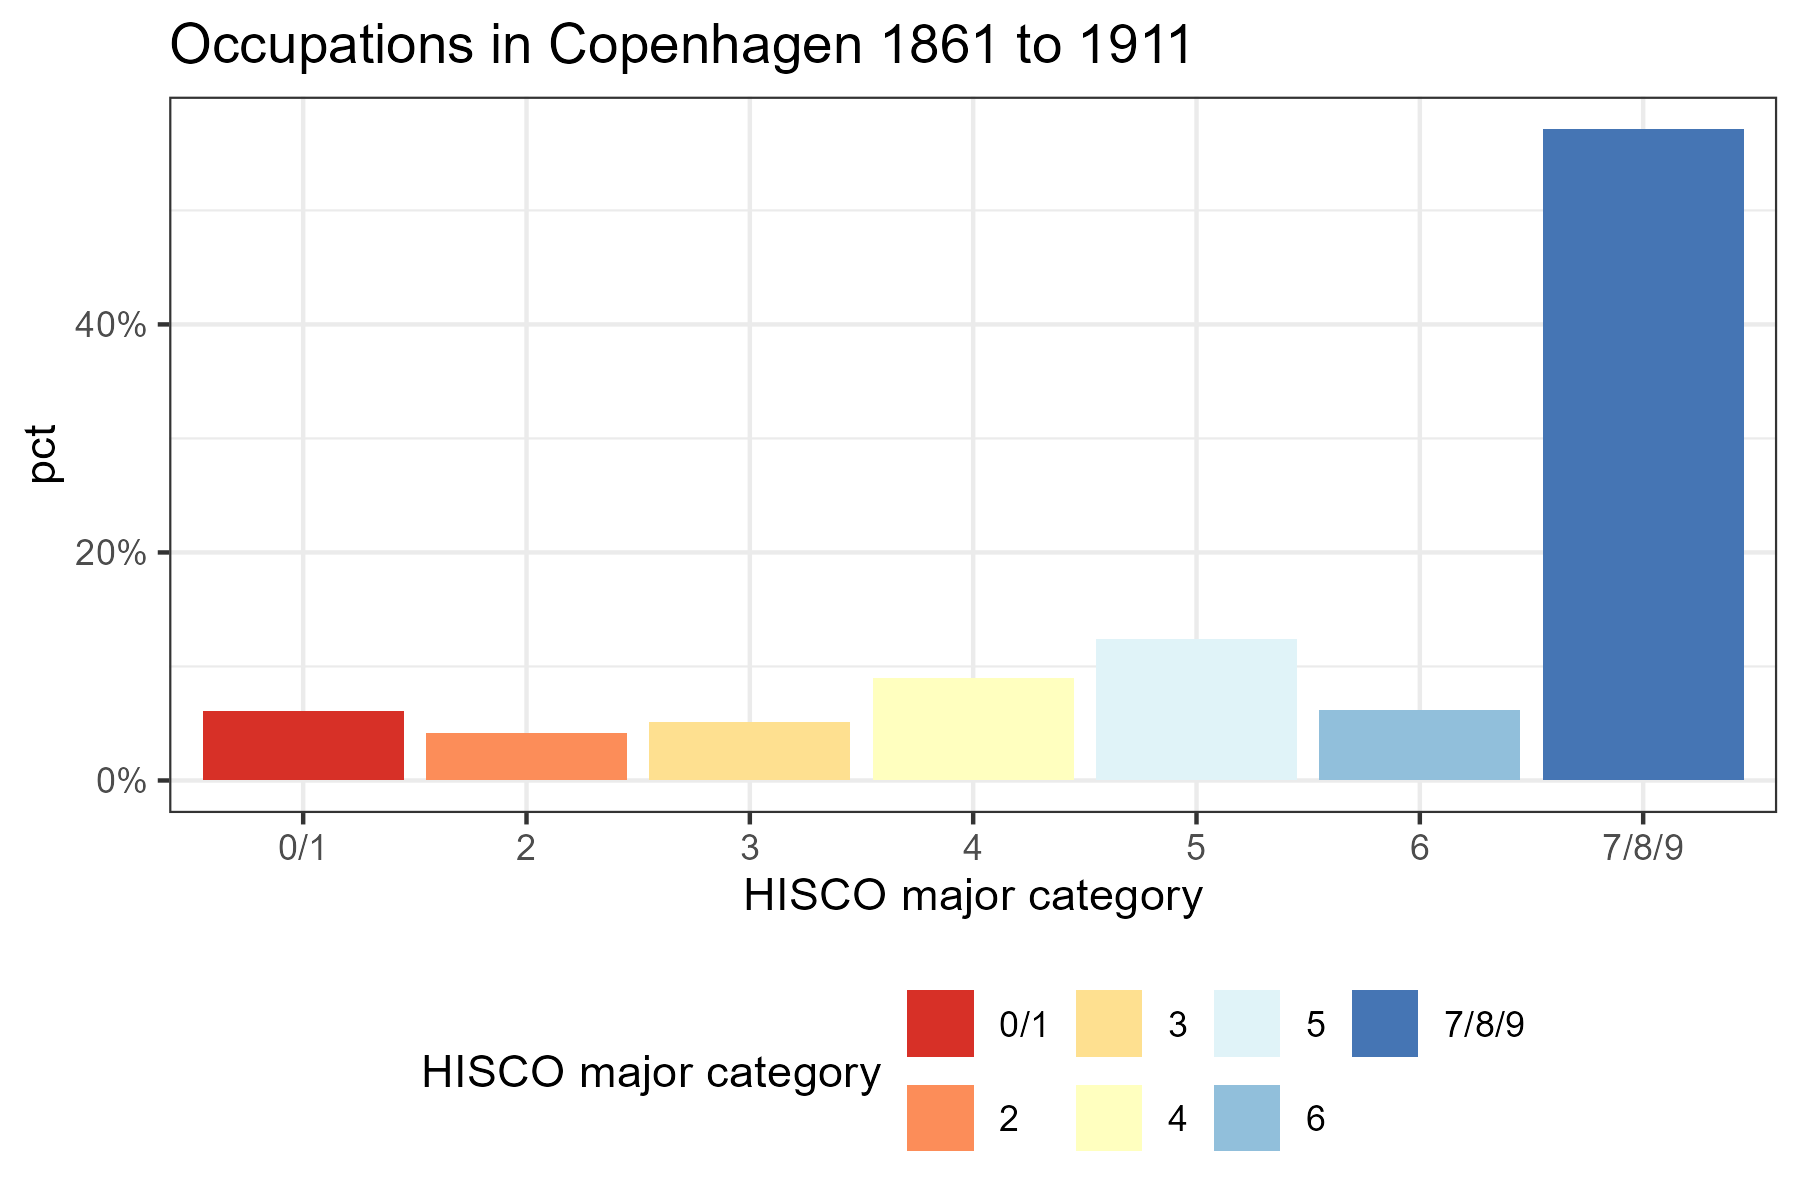 Occupations in Copenhagen 1861 to 1911
pct
40%
20%
0%
0/1 2 3 4 5 6 7/8/9
HISCO major category
HISCO major category
0/1 3 5 7/8/9
2 4 6